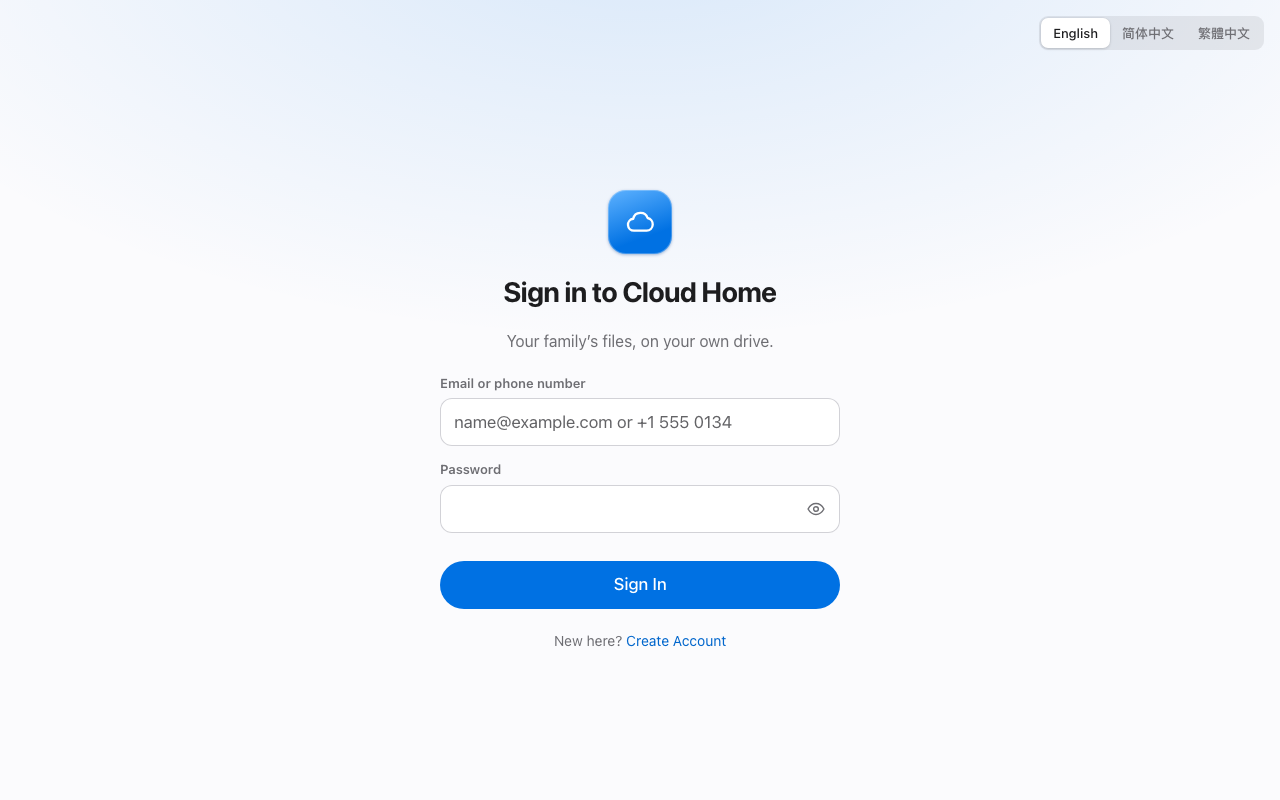 English
简体中文
繁體中文
Sign in to Cloud Home
Your family’s files, on your own drive.
Email or phone number
name@example.com or +1 555 0134
Password
Sign In
New here? Create Account